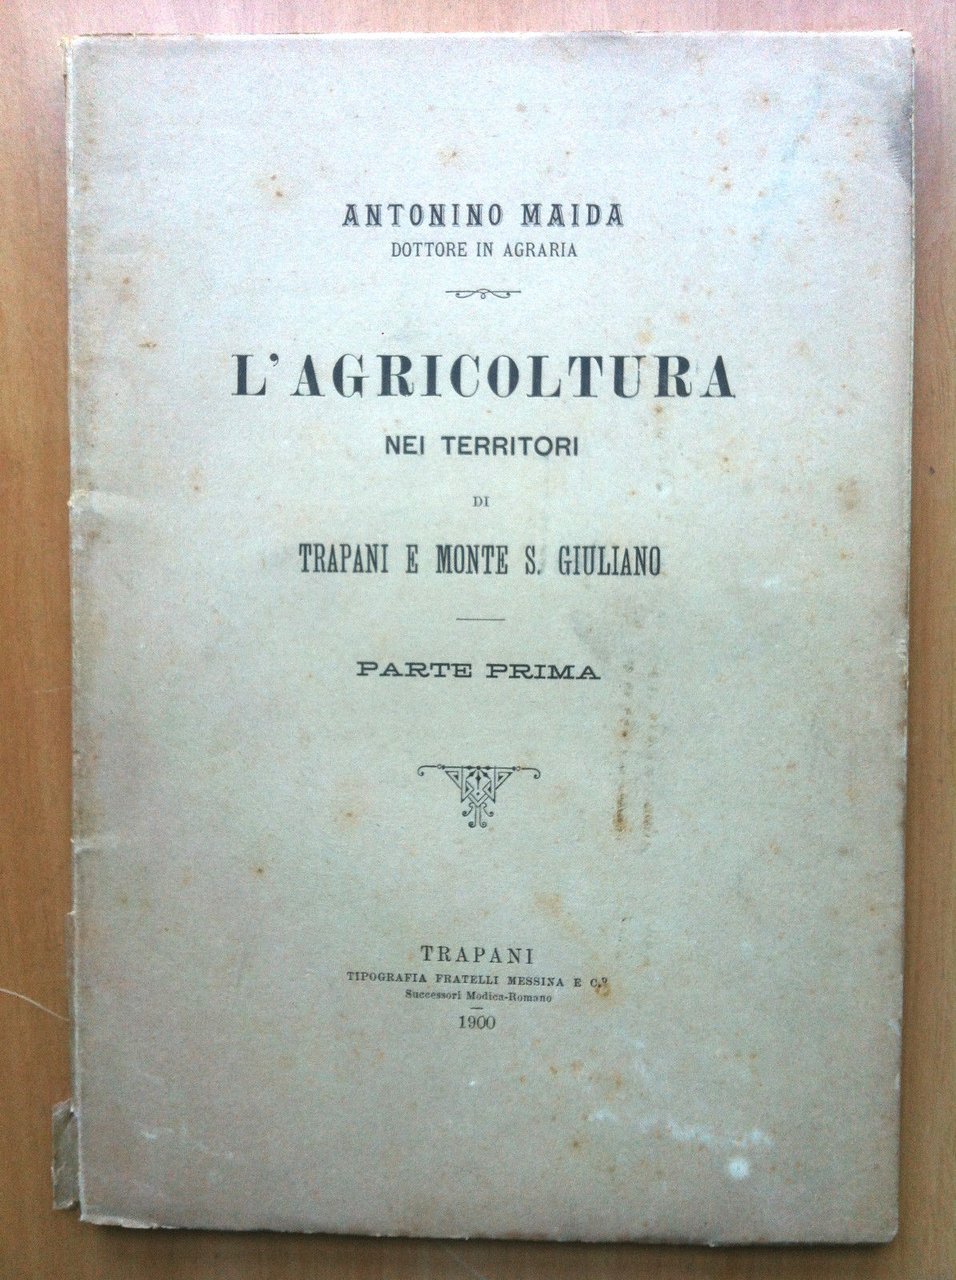 ANTONINO MAIDA
DOTTORE IN AGRARIA
L'AGRICOLTURA
NEI TERRITORI
DI
TRAPANI E MONTE S. GIULIANO
PARTE PRIMA
TRAPANI
TIPOGRAFIA FRATELLI MESSINA E C.º
Successori Modica-Romano
1900